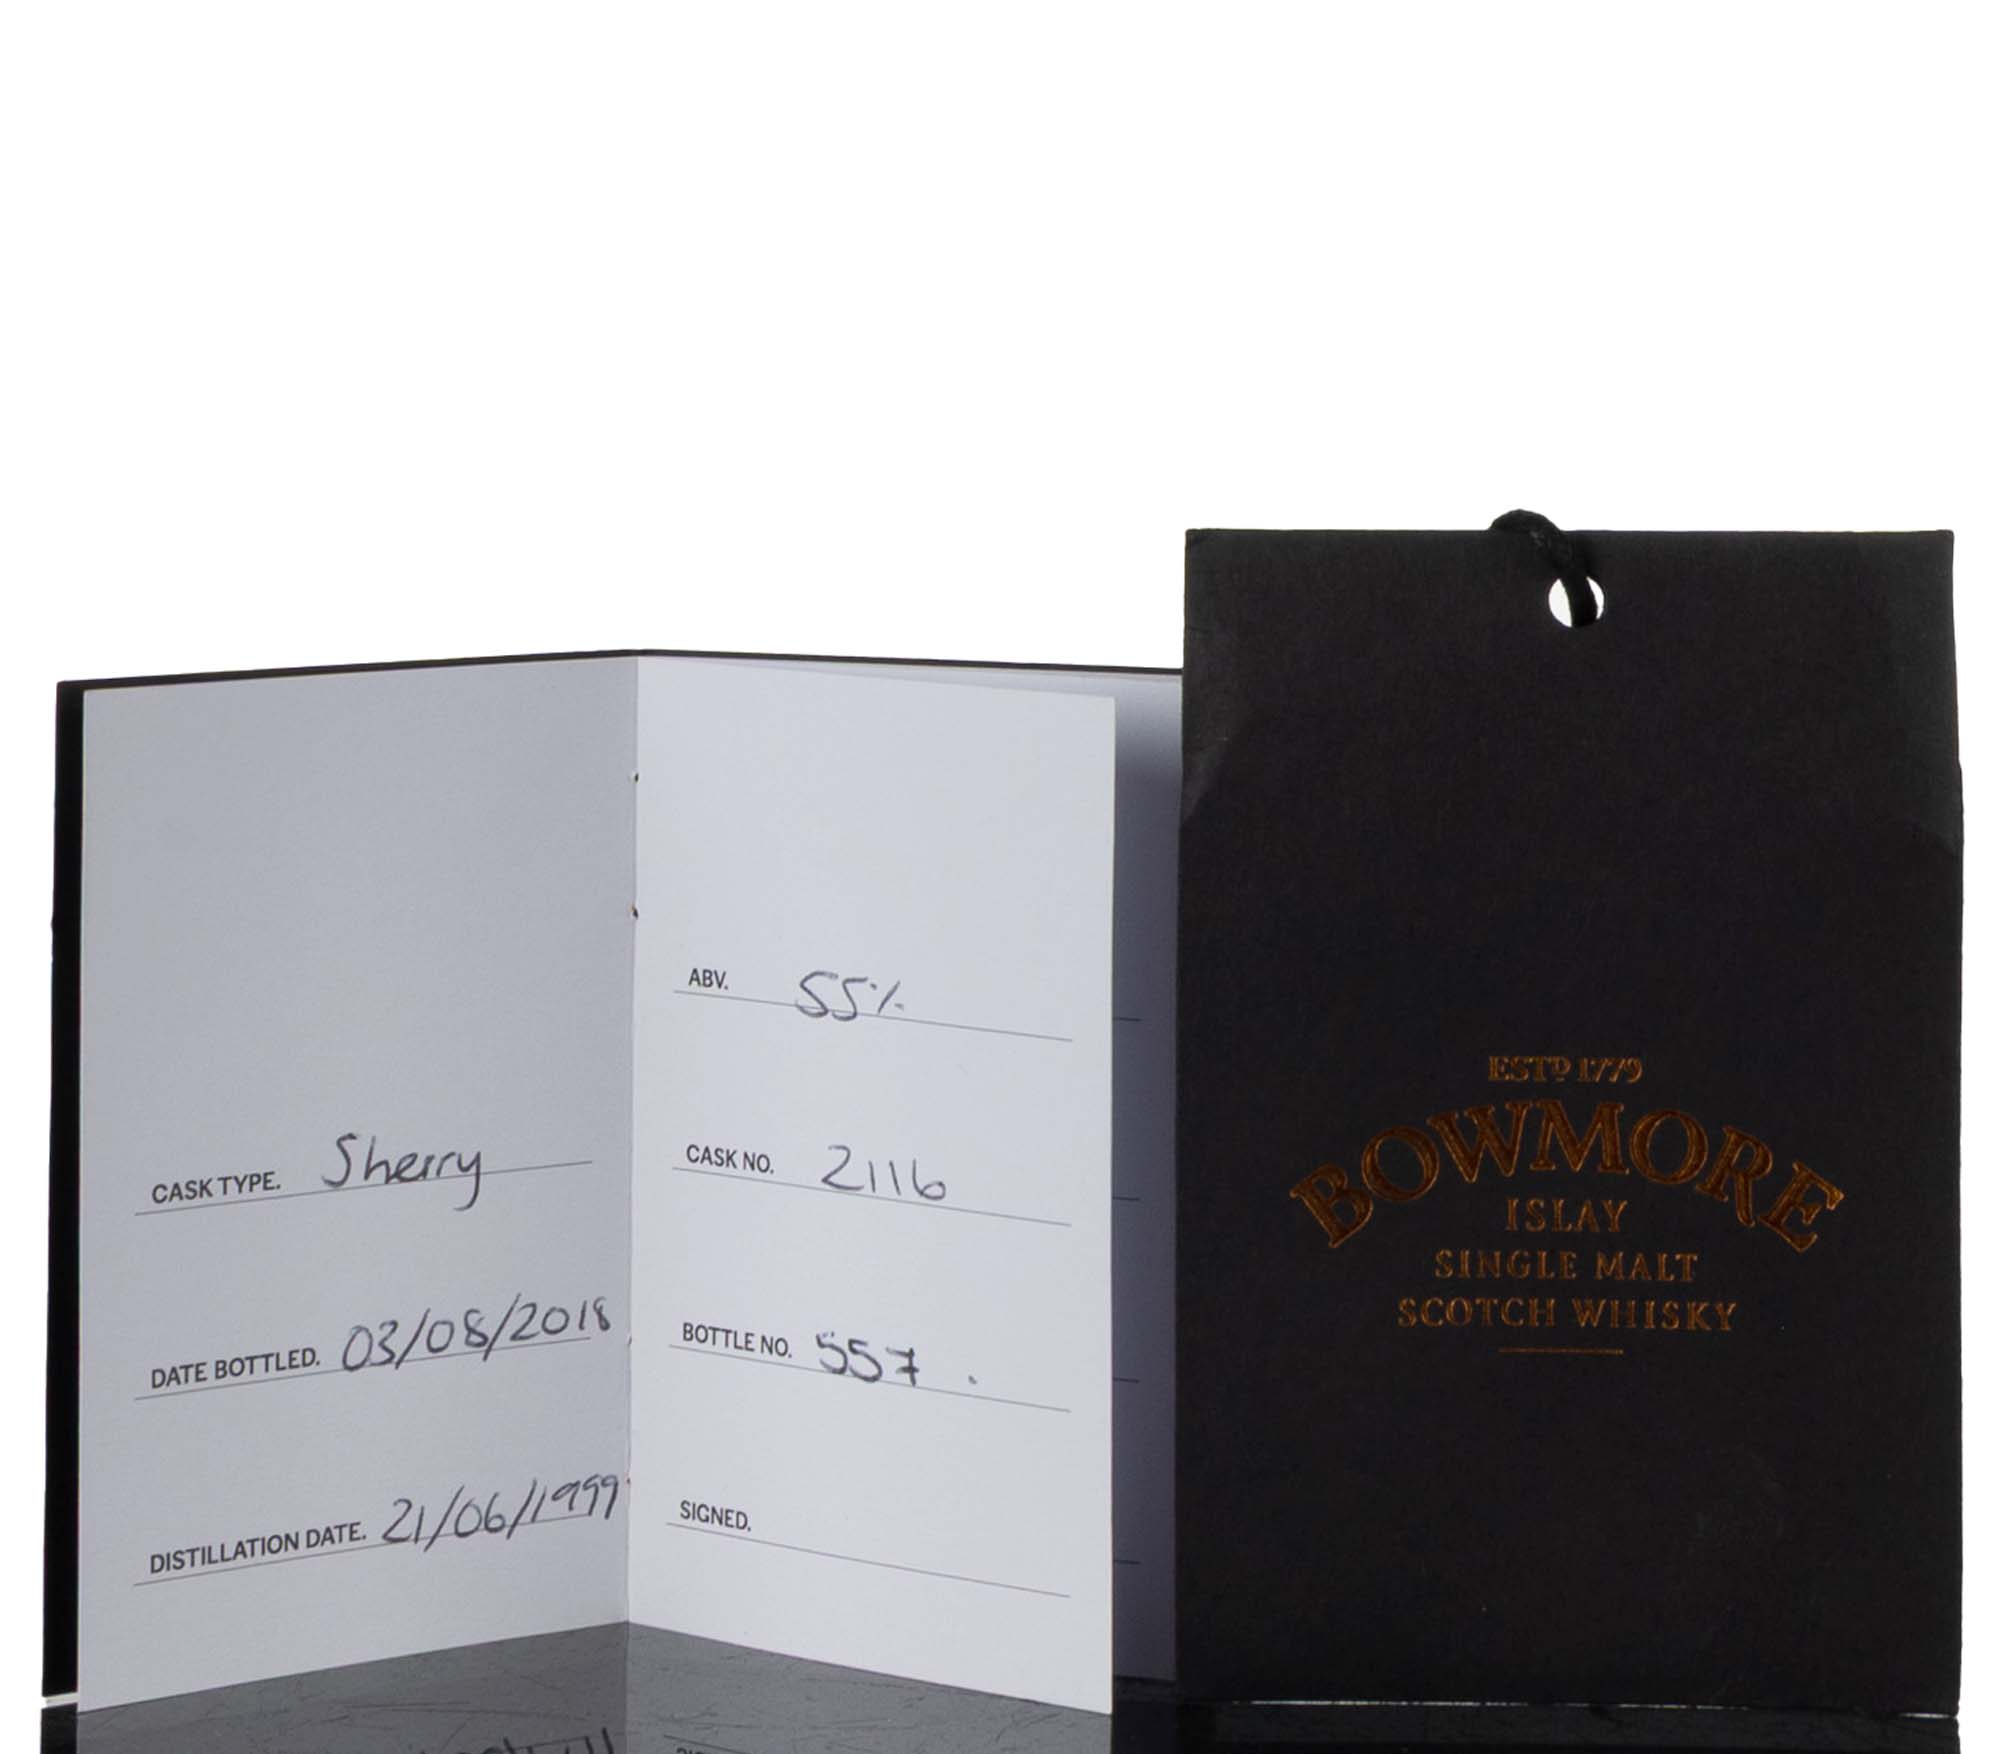 CASK TYPE. Sherry
DATE BOTTLED. 03/08/2018
DISTILLATION DATE. 21/06/1999
ABV. 55%
CASK NO. 2116
BOTTLE NO. 557.
SIGNED.
ESTD 1779
BOWMORE
ISLAY
SINGLE MALT
SCOTCH WHISKY